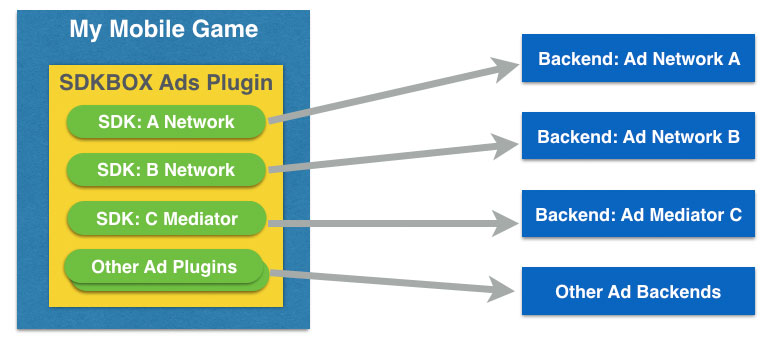 My Mobile Game
SDKBOX Ads Plugin
SDK: A Network
SDK: B Network
SDK: C Mediator
Other Ad Plugins
Backend: Ad Network A
Backend: Ad Network B
Backend: Ad Mediator C
Other Ad Backends